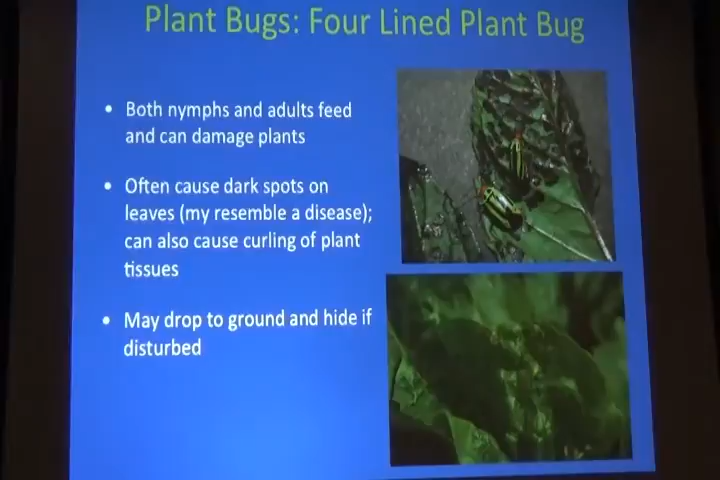 Plant Bugs: Four Lined Plant Bug
• Both nymphs and adults feed
and can damage plants
• Often cause dark spots on
leaves (my resemble a disease);
can also cause curling of plant
tissues
• May drop to ground and hide if
disturbed